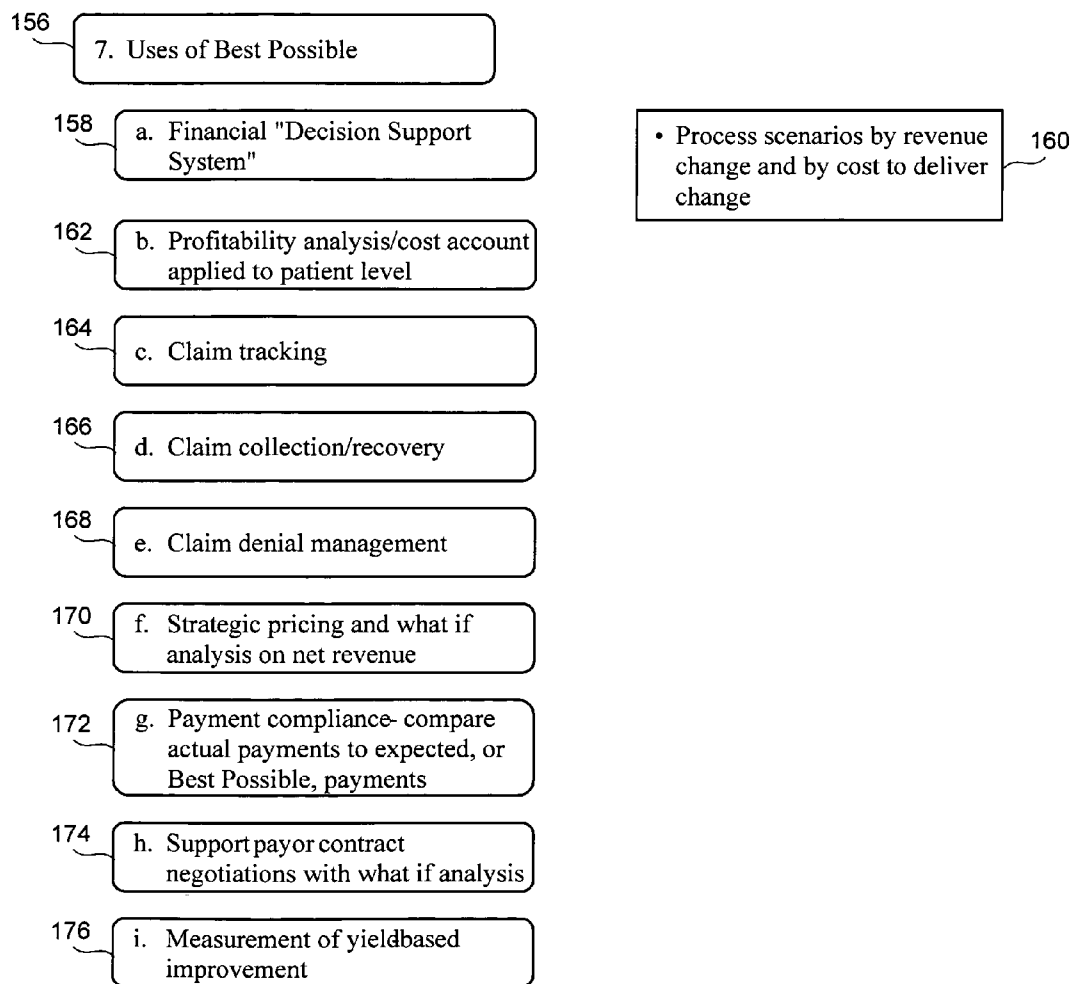 156
7. Uses of Best Possible
158
a. Financial "Decision Support
System"
• Process scenarios by revenue
change and by cost to deliver
change
160
162
b. Profitability analysis/cost account
applied to patient level
164
c. Claim tracking
166
d. Claim collection/recovery
168
e. Claim denial management
170
f. Strategic pricing and what if
analysis on net revenue
172
g. Payment compliance- compare
actual payments to expected, or
Best Possible, payments
174
h. Support payor contract
negotiations with what if analysis
176
i. Measurement of yieldbased
improvement